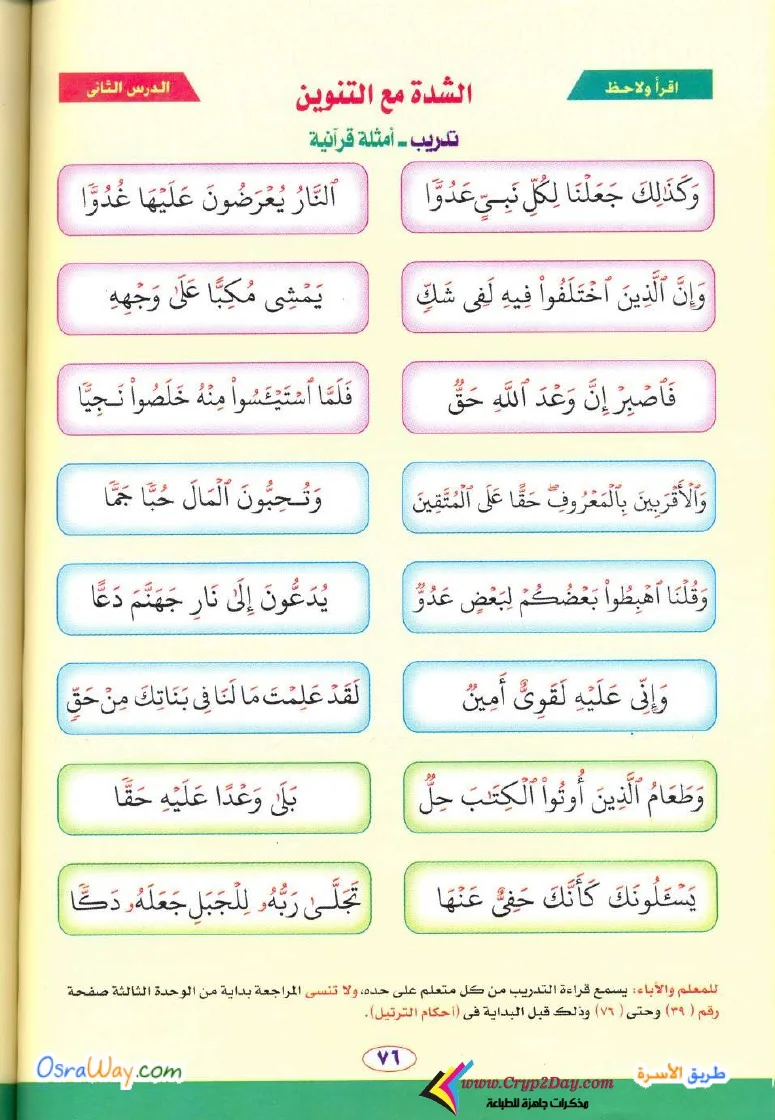 اقرأ ولاحظ
الشدة مع التنوين
الدرس الثانى
تدريب - أمثلة قرآنية
وَكَذَٰلِكَ جَعَلْنَا لِكُلِّ نَبِىٍّ عَدُوًّا
ٱلنَّارُ يُعْرَضُونَ عَلَيْهَا غُدُوًّا
وَإِنَّ ٱلَّذِينَ ٱخْتَلَفُوا۟ فِيهِ لَفِى شَكٍّ
يَمْشِى مُكِبًّا عَلَىٰ وَجْهِهِ
فَٱصْبِرْ إِنَّ وَعْدَ ٱللَّهِ حَقٌّ
فَلَمَّا ٱسْتَيْـَٔسُوا۟ مِنْهُ خَلَصُوا۟ نَجِيًّا
وَٱلْأَقْرَبِينَ بِٱلْمَعْرُوفِ ۖ حَقًّا عَلَى ٱلْمُتَّقِينَ
وَتُحِبُّونَ ٱلْمَالَ حُبًّا جَمًّا
وَقُلْنَا ٱهْبِطُوا۟ بَعْضُكُمْ لِبَعْضٍ عَدُوٌّ
يُدَعُّونَ إِلَىٰ نَارِ جَهَنَّمَ دَعًّا
وَإِنِّى عَلَيْهِ لَقَوِىٌّ أَمِينٌ
لَقَدْ عَلِمْتَ مَا لَنَا فِى بَنَاتِكَ مِنْ حَقٍّ
وَطَعَامُ ٱلَّذِينَ أُوتُوا۟ ٱلْكِتَٰبَ حِلٌّ
بَلَىٰ وَعْدًا عَلَيْهِ حَقًّا
يَسْـَٔلُونَكَ كَأَنَّكَ حَفِىٌّ عَنْهَا
تَجَلَّىٰ رَبُّهُۥ لِلْجَبَلِ جَعَلَهُۥ دَكًّا
للمعلم والآباء: يسمع قراءة التدريب من كل متعلم على حده، ولا تنسى المراجعة بداية من الوحدة الثالثة صفحة
رقم (٣٩) وحتى (٧٦) وذلك قبل البداية فى (أحكام الترتيل).
٧٦
طريق الأسرة
www.Cryp2Day.com
مذكرات جاهزة للطباعة
OsraWay.com